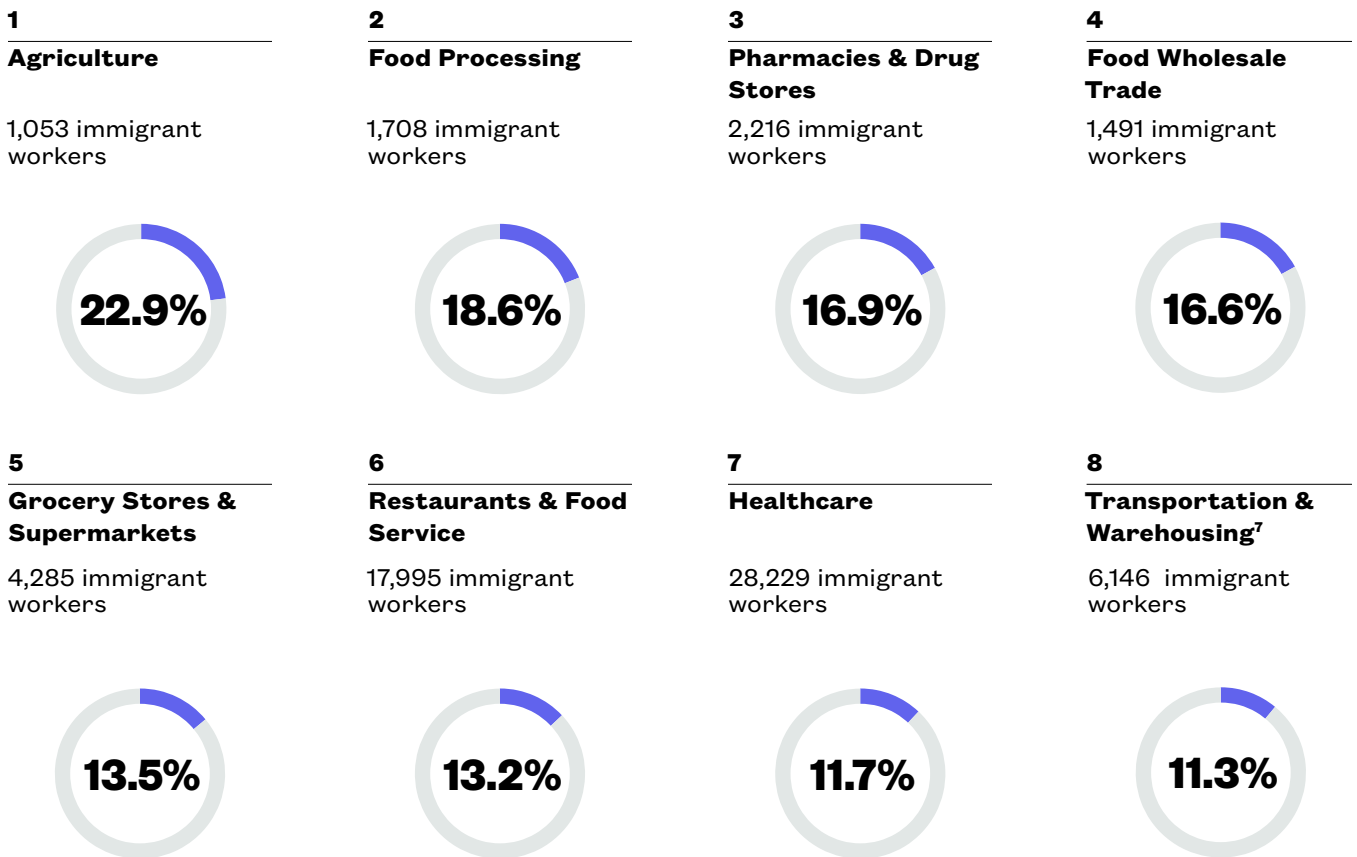 1
Agriculture
1,053 immigrant
workers
22.9%
2
Food Processing
1,708 immigrant
workers
18.6%
3
Pharmacies & Drug
Stores
2,216 immigrant
workers
16.9%
4
Food Wholesale
Trade
1,491 immigrant
workers
16.6%
5
Grocery Stores &
Supermarkets
4,285 immigrant
workers
13.5%
6
Restaurants & Food
Service
17,995 immigrant
workers
13.2%
7
Healthcare
28,229 immigrant
workers
11.7%
8
Transportation &
Warehousing⁷
6,146 immigrant
workers
11.3%